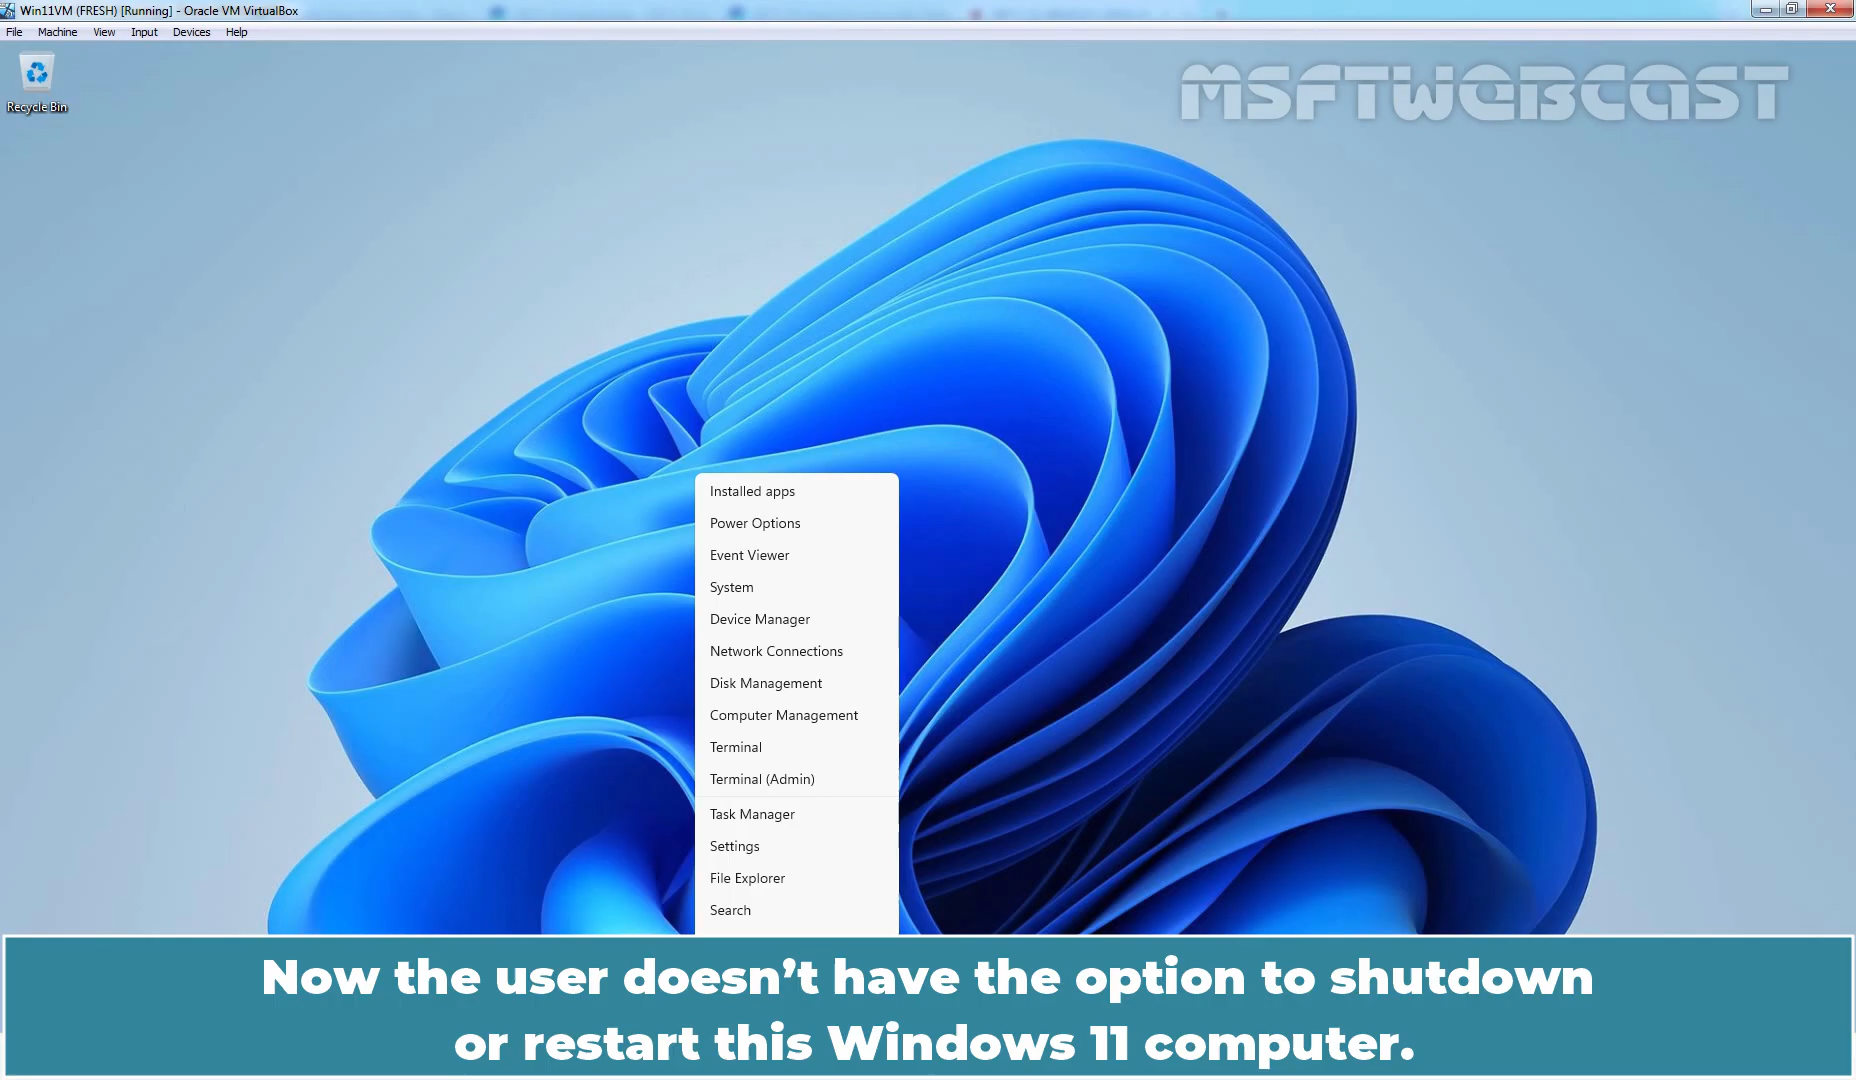 Win11VM (FRESH) [Running] - Oracle VM VirtualBox
File Machine View Input Devices Help
MSFTWEBCAST
Recycle Bin
Installed apps
Power Options
Event Viewer
System
Device Manager
Network Connections
Disk Management
Computer Management
Terminal
Terminal (Admin)
Task Manager
Settings
File Explorer
Search
Now the user doesn’t have the option to shutdown
or restart this Windows 11 computer.